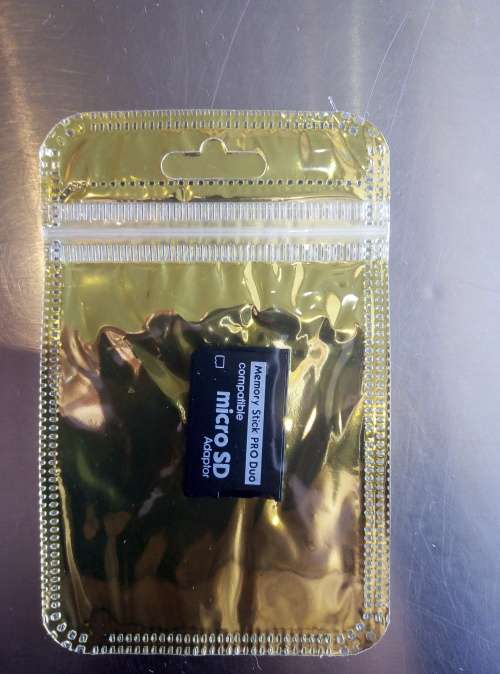 Memory Stick PRO Duo
compatible
micro SD
Adaptor